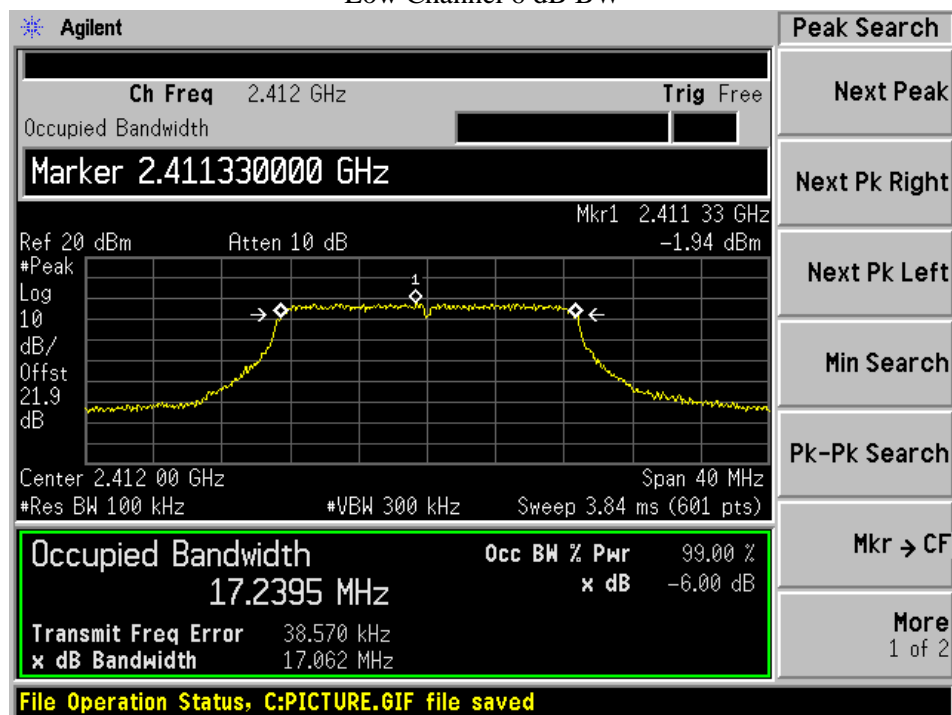 Agilent
Peak Search
Ch Freq 2.412 GHz Trig Free
Occupied Bandwidth
Marker 2.411330000 GHz
Mkr1 2.411 33 GHz
Ref 20 dBm Atten 10 dB -1.94 dBm
#Peak
Log
10
dB/
Offst
21.9
dB
1
Center 2.412 00 GHz Span 40 MHz
#Res BW 100 kHz #VBW 300 kHz Sweep 3.84 ms (601 pts)
Occupied Bandwidth Occ BW % Pwr 99.00 %
17.2395 MHz x dB -6.00 dB
Transmit Freq Error 38.570 kHz
x dB Bandwidth 17.062 MHz
File Operation Status, C:PICTURE.GIF file saved
Next Peak
Next Pk Right
Next Pk Left
Min Search
Pk-Pk Search
Mkr → CF
More
1 of 2